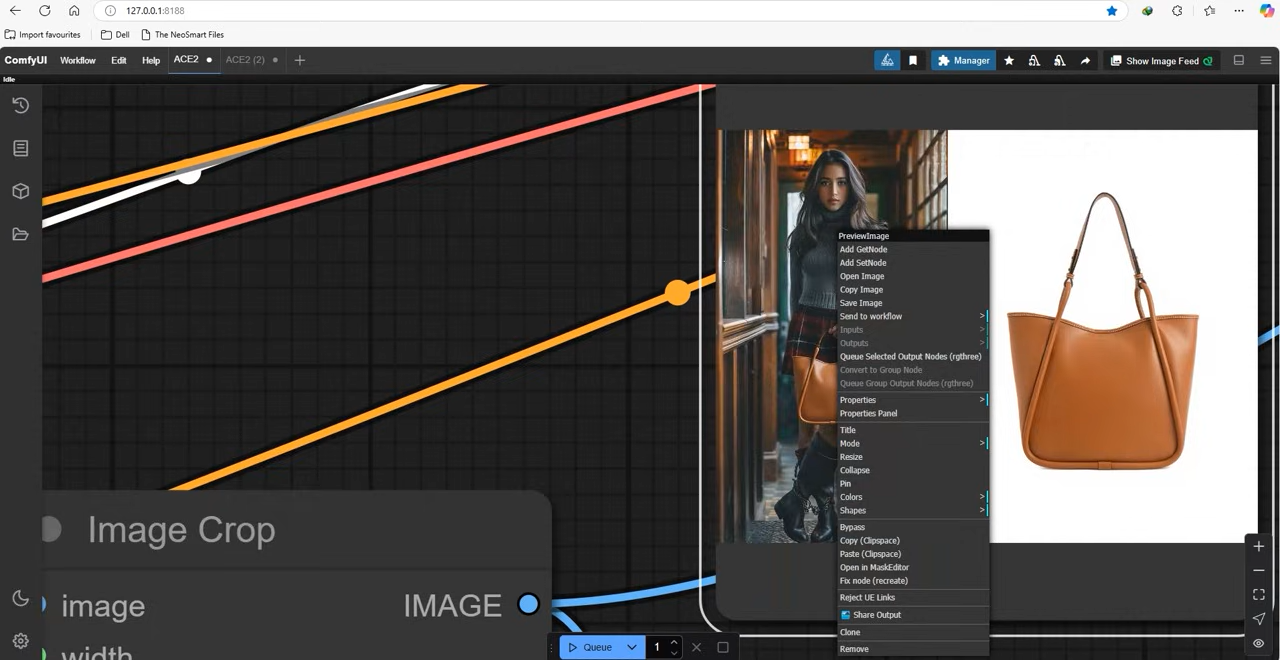 127.0.0.1:8188
Import favourites
Dell
The NeoSmart Files
ComfyUI
Workflow
Edit
Help
ACE2
ACE2 (2)
Manager
Show Image Feed
Idle
PreviewImage
Add GetNode
Add SetNode
Open Image
Copy Image
Save Image
Send to workflow >
Inputs >
Outputs >
Queue Selected Output Nodes (rgthree)
Convert to Group Node
Queue Group Output Nodes (rgthree)
Properties >
Properties Panel
Title
Mode >
Resize
Collapse
Pin
Colors >
Shapes >
Bypass
Copy (Clipspace)
Paste (Clipspace)
Open in MaskEditor
Fix node (recreate)
Reject UE Links
Share Output
Clone
Remove
Image Crop
image
IMAGE
width
Queue
1